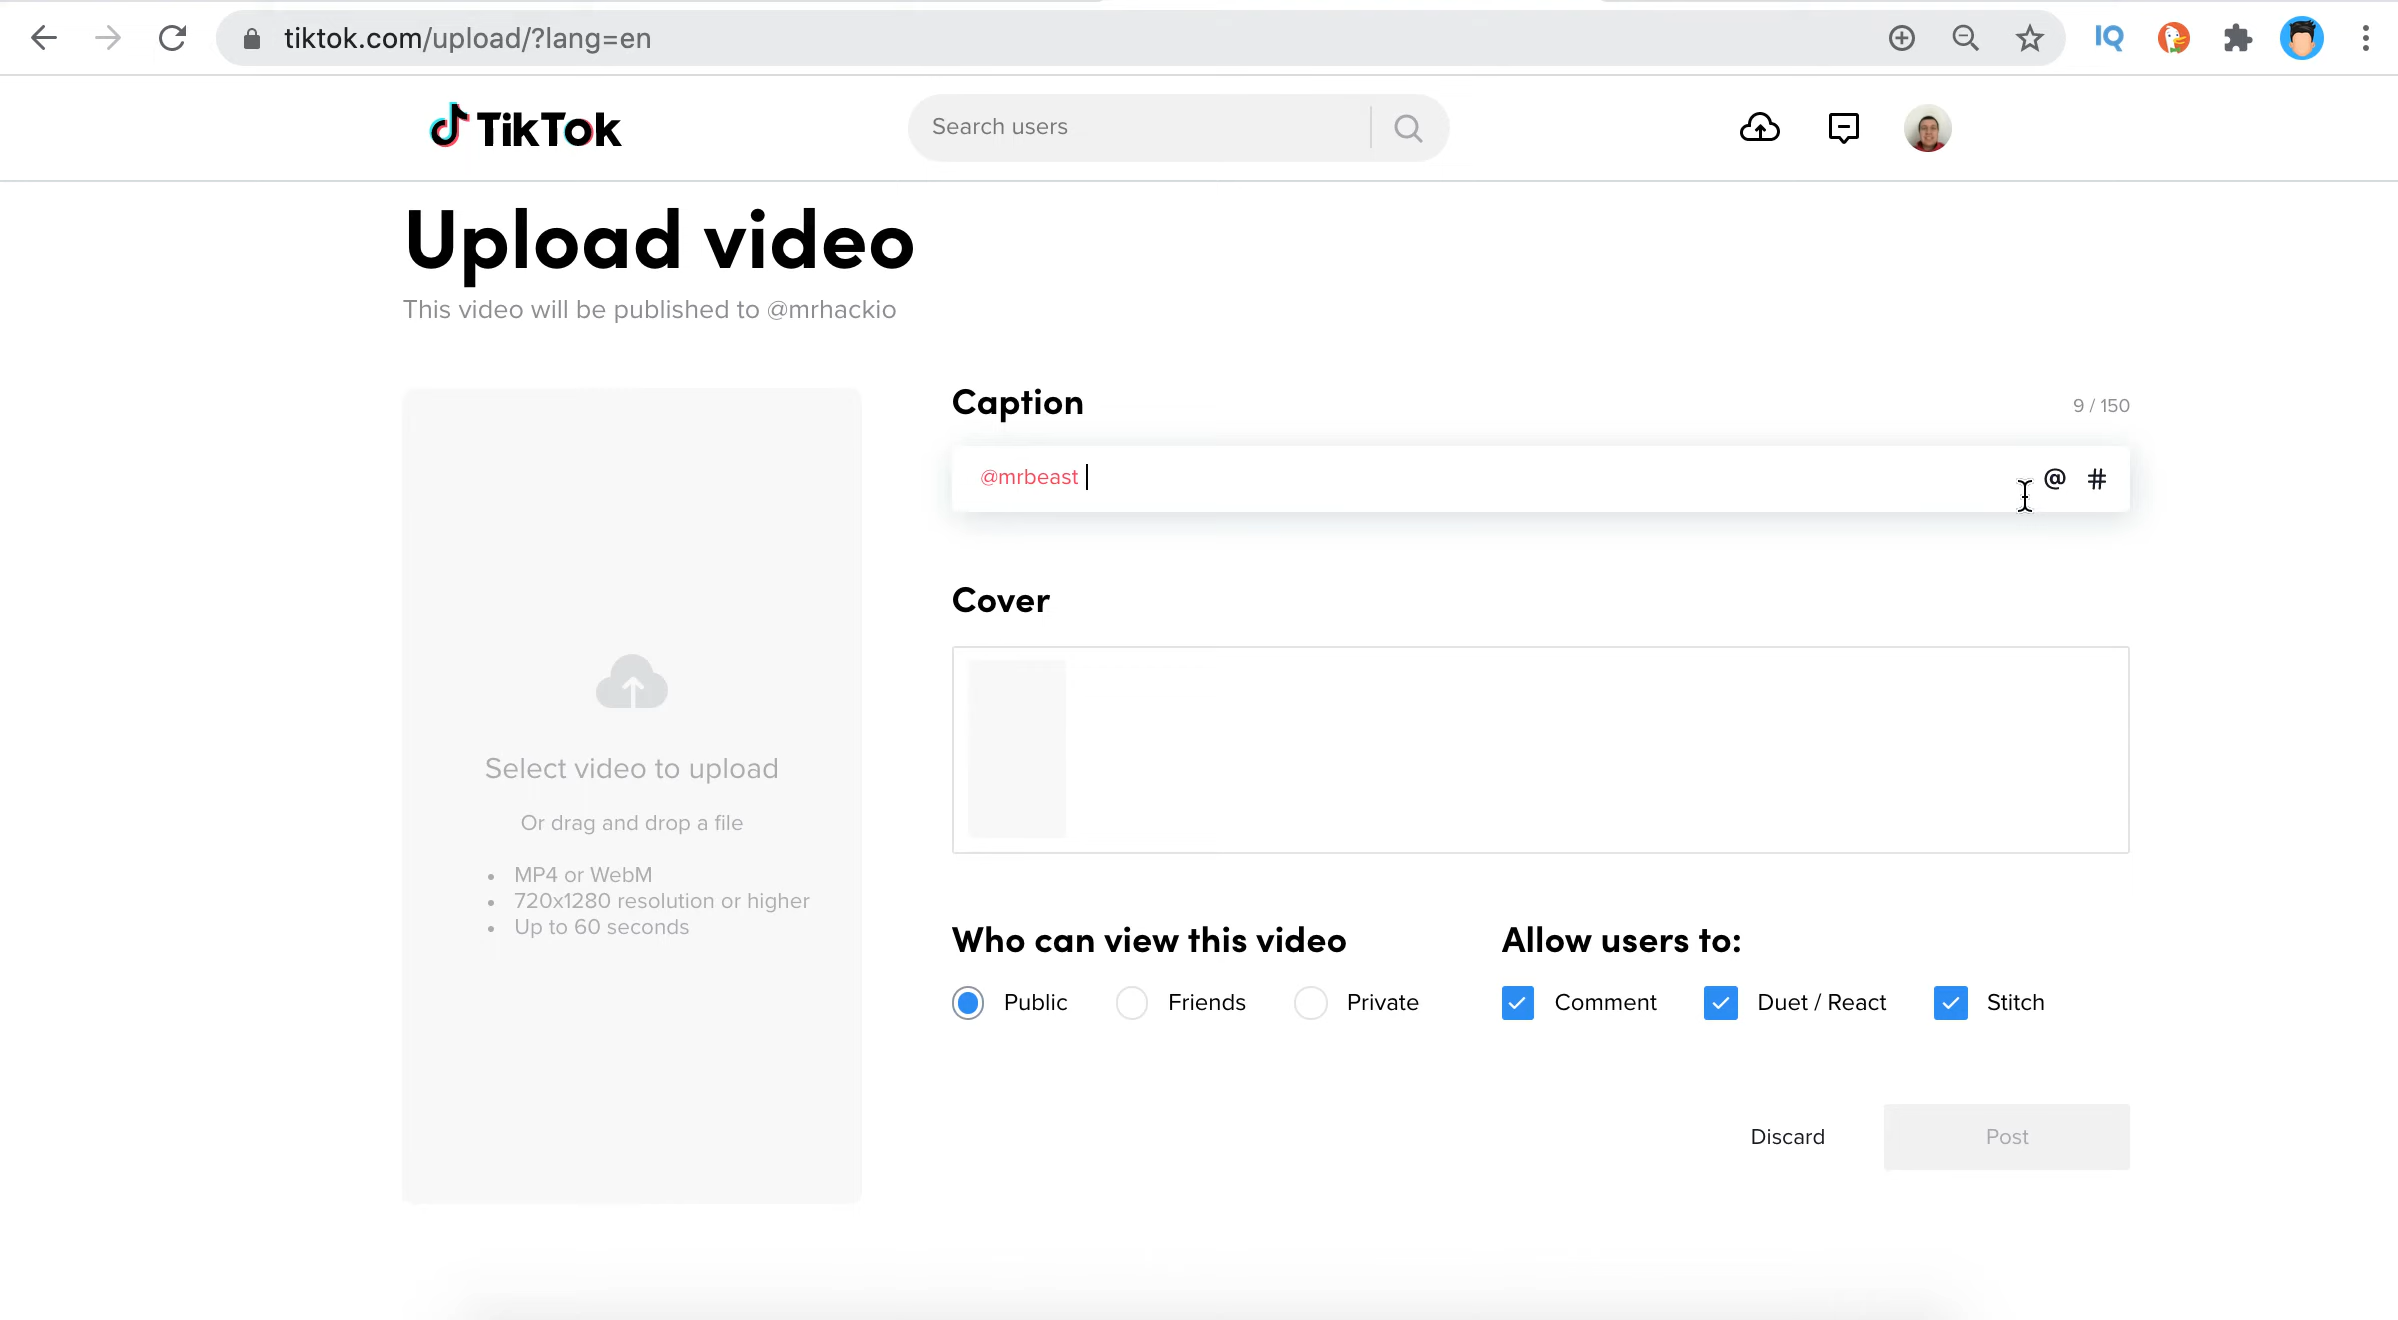 tiktok.com/upload/?lang=en
IQ
TikTok
Search users
Upload video
This video will be published to @mrhackio
Caption
9 / 150
@mrbeast
@ #
Cover
Select video to upload
Or drag and drop a file
• MP4 or WebM
• 720x1280 resolution or higher
• Up to 60 seconds
Who can view this video
Public Friends Private
Allow users to:
Comment Duet / React Stitch
Discard Post